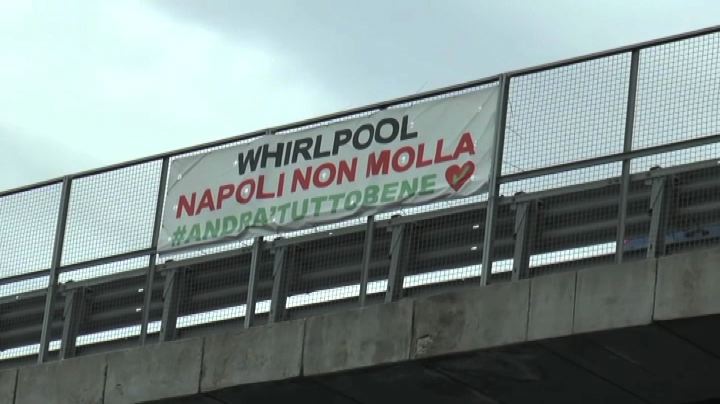 WHIRLPOOL
NAPOLI NON MOLLA
#ANDRA'TUTTOBENE